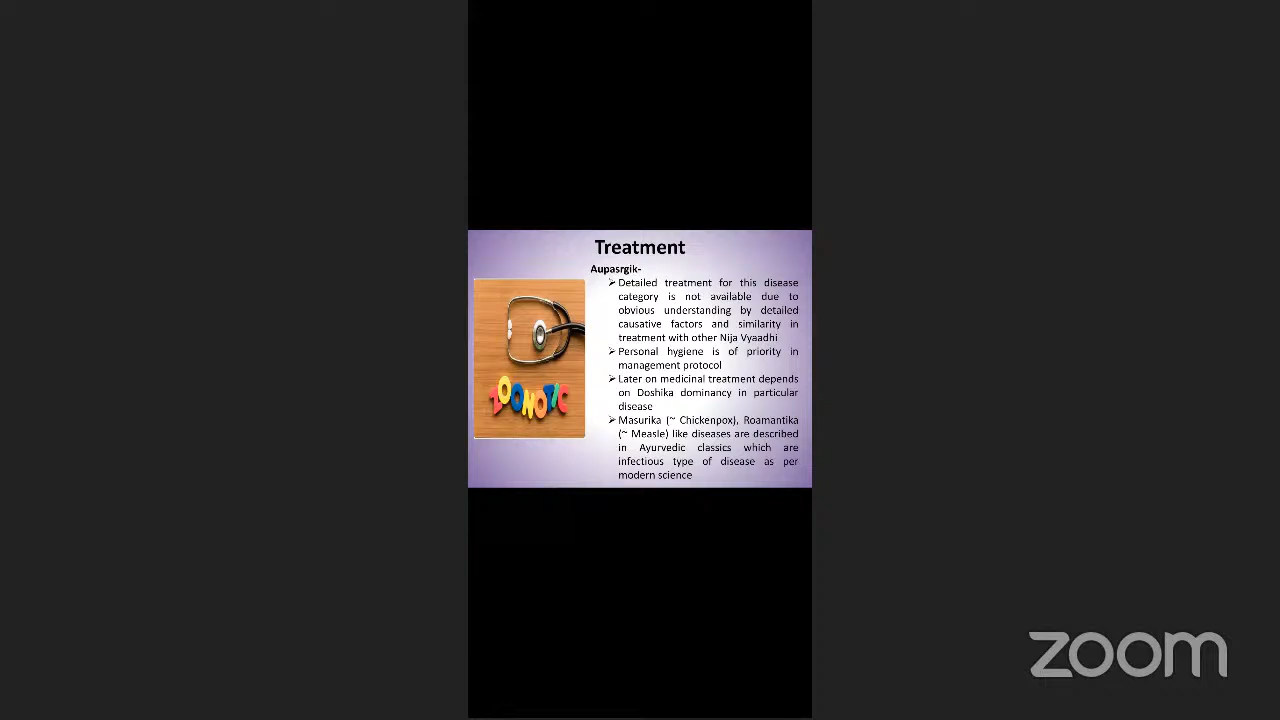 Treatment
Aupasrgik-
➢ Detailed treatment for this disease
category is not available due to
obvious understanding by detailed
causative factors and similarity in
treatment with other Nija Vyaadhi
➢ Personal hygiene is of priority in
management protocol
➢ Later on medicinal treatment depends
on Doshika dominancy in particular
disease
➢ Masurika (~ Chickenpox), Roamantika
(~ Measle) like diseases are described
in Ayurvedic classics which are
infectious type of disease as per
modern science
ZOONOTIC
zoom